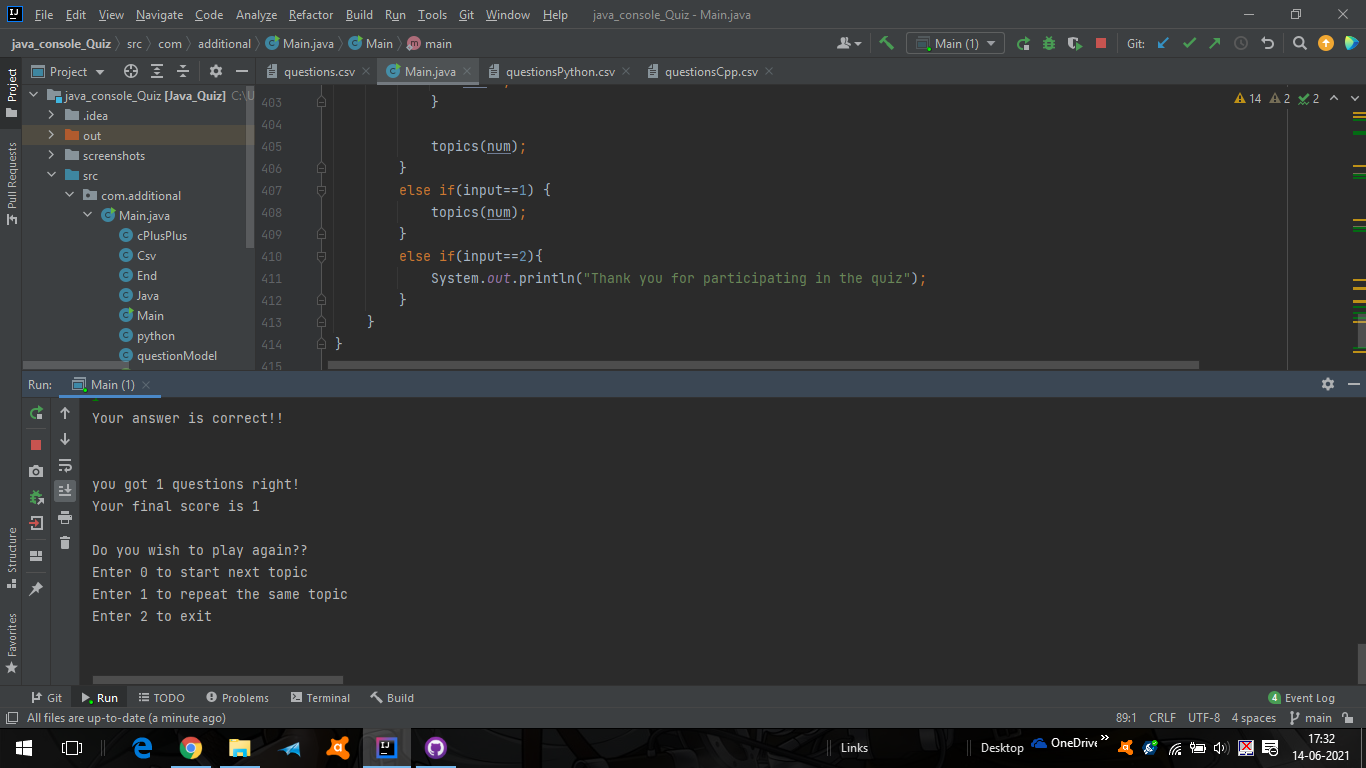 File Edit View Navigate Code Analyze Refactor Build Run Tools Git Window Help java_console_Quiz - Main.java
java_console_Quiz src com additional Main.java Main main Main (1) Git:
Project questions.csv Main.java questionsPython.csv questionsCpp.csv
java_console_Quiz [Java_Quiz] C:\U
.idea
out
screenshots
src
com.additional
Main.java
cPlusPlus
Csv
End
Java
Main
python
questionModel
14 2 2
403 }
404
405 topics(num);
406 }
407 else if(input==1) {
408 topics(num);
409 }
410 else if(input==2){
411 System.out.println("Thank you for participating in the quiz");
412 }
413 }
414 }
415
Project
Pull Requests
Structure
Favorites
Run: Main (1)
Your answer is correct!!
you got 1 questions right!
Your final score is 1
Do you wish to play again??
Enter 0 to start next topic
Enter 1 to repeat the same topic
Enter 2 to exit
Git Run TODO Problems Terminal Build 4 Event Log
All files are up-to-date (a minute ago) 89:1 CRLF UTF-8 4 spaces main
Links Desktop OneDrive 17:32
14-06-2021